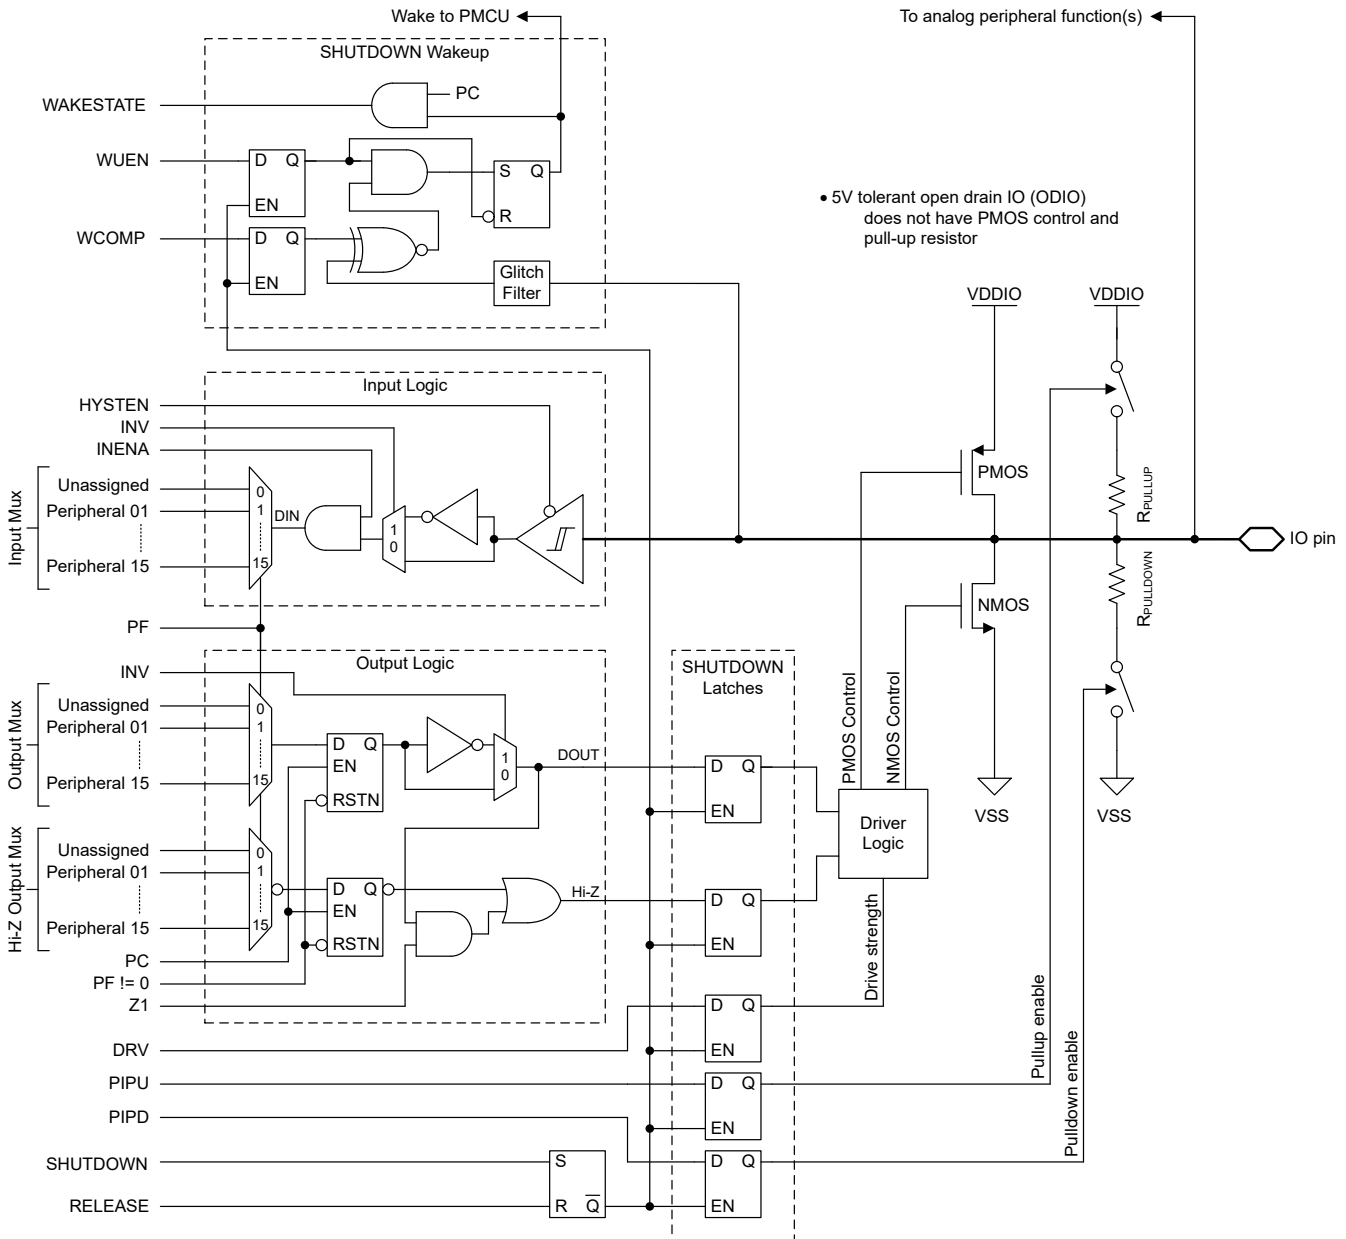 Wake to PMCU
To analog peripheral function(s)
SHUTDOWN Wakeup
WAKESTATE
PC
WUEN
D Q
EN
S Q
R
WCOMP
D Q
EN
Glitch
Filter
• 5V tolerant open drain IO (ODIO)
does not have PMOS control and
pull-up resistor
VDDIO
VDDIO
Input Logic
HYSTEN
INV
INENA
Input Mux
Unassigned
Peripheral 01
Peripheral 15
0
1
15
DIN
1
0
PMOS
RPULLUP
IO pin
NMOS
RPULLDOWN
PF
Output Logic
INV
Output Mux
Unassigned
Peripheral 01
Peripheral 15
0
1
15
D Q
EN
RSTN
1
0
DOUT
SHUTDOWN
Latches
D Q
EN
PMOS Control
NMOS Control
Driver
Logic
VSS
VSS
Hi-Z Output Mux
Unassigned
Peripheral 01
Peripheral 15
0
1
15
D Q
EN
RSTN
Hi-Z
D Q
EN
Drive strength
PC
PF != 0
Z1
DRV
D Q
EN
PIPU
D Q
EN
Pullup enable
PIPD
D Q
EN
Pulldown enable
SHUTDOWN
S
RELEASE
R Q̅